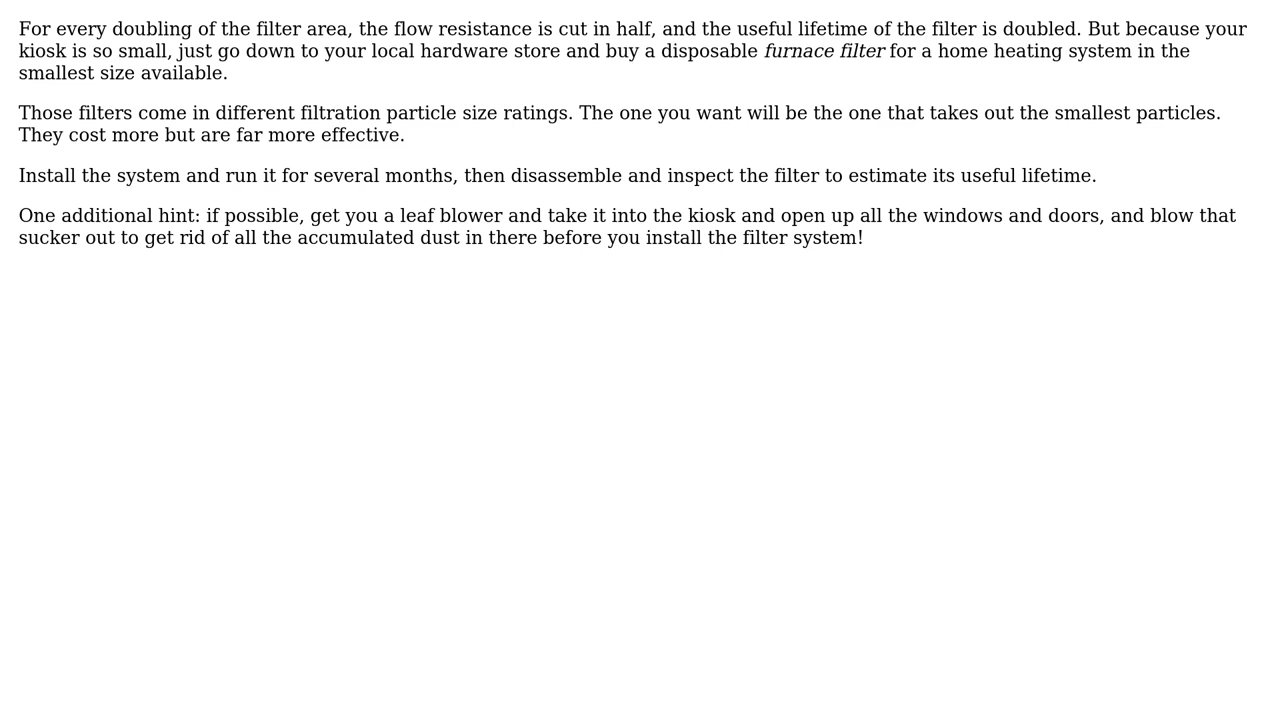 For every doubling of the filter area, the flow resistance is cut in half, and the useful lifetime of the filter is doubled. But because your
kiosk is so small, just go down to your local hardware store and buy a disposable furnace filter for a home heating system in the
smallest size available.
Those filters come in different filtration particle size ratings. The one you want will be the one that takes out the smallest particles.
They cost more but are far more effective.
Install the system and run it for several months, then disassemble and inspect the filter to estimate its useful lifetime.
One additional hint: if possible, get you a leaf blower and take it into the kiosk and open up all the windows and doors, and blow that
sucker out to get rid of all the accumulated dust in there before you install the filter system!